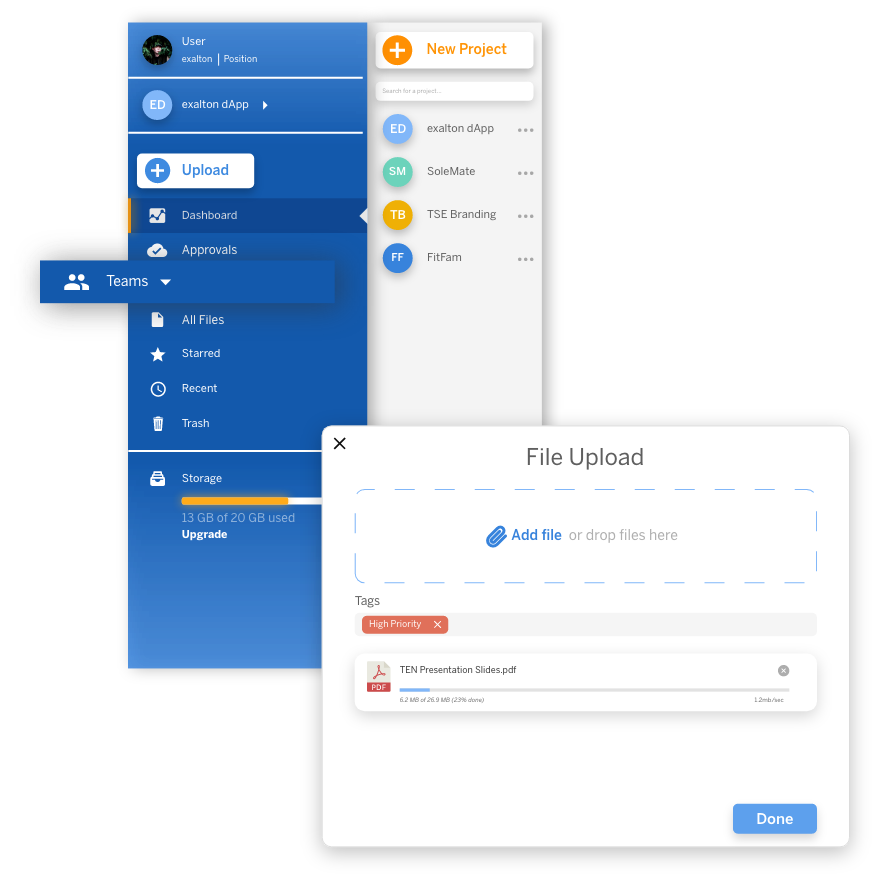 User
exalton | Position
ED exalton dApp
Upload
Dashboard
Approvals
Teams
All Files
Starred
Recent
Trash
Storage
13 GB of 20 GB used
Upgrade
New Project
Search for a project...
ED exalton dApp
SM SoleMate
TB TSE Branding
FF FitFam
File Upload
Add file or drop files here
Tags
High Priority
TEN Presentation Slides.pdf
PDF
6.2 MB of 26.9 MB (23% done) 1.2mb/sec
Done